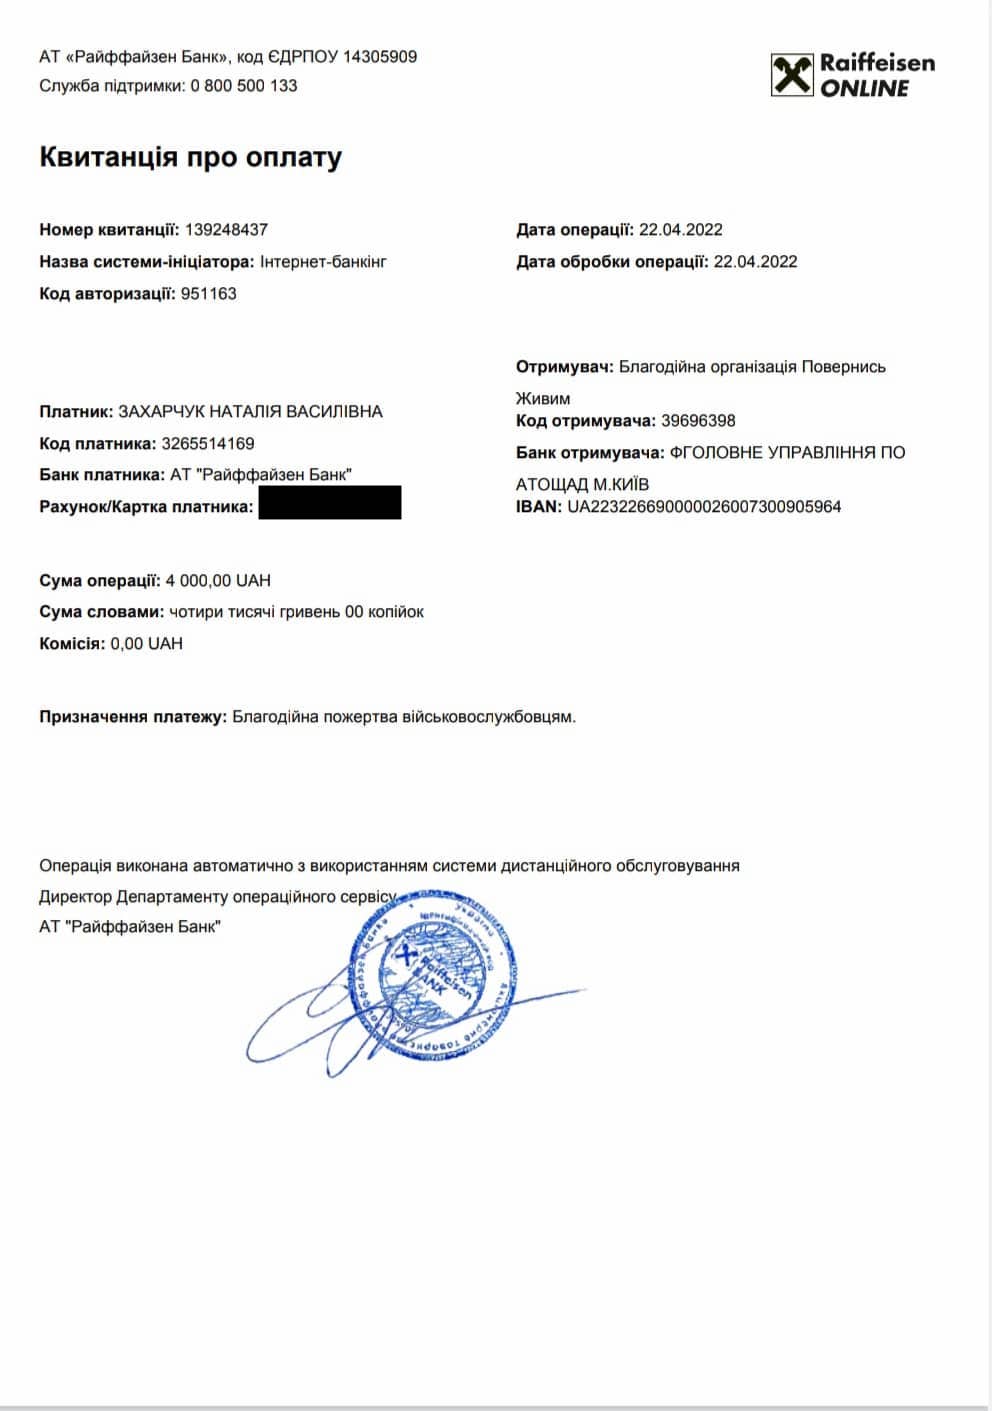 АТ «Райффайзен Банк», код ЄДРПОУ 14305909
Служба підтримки: 0 800 500 133
Raiffeisen
ONLINE
Квитанція про оплату
Номер квитанції: 139248437
Назва системи-ініціатора: Інтернет-банкінг
Код авторизації: 951163
Дата операції: 22.04.2022
Дата обробки операції: 22.04.2022
Платник: ЗАХАРЧУК НАТАЛІЯ ВАСИЛІВНА
Код платника: 3265514169
Банк платника: АТ "Райффайзен Банк"
Рахунок/Картка платника:
Отримувач: Благодійна організація Повернись
Живим
Код отримувача: 39696398
Банк отримувача: ФГОЛОВНЕ УПРАВЛІННЯ ПО
АТОЩАД М.КИЇВ
IBAN: UA223226690000026007300905964
Сума операції: 4 000,00 UAH
Сума словами: чотири тисячі гривень 00 копійок
Комісія: 0,00 UAH
Призначення платежу: Благодійна пожертва військовослужбовцям.
Операція виконана автоматично з використанням системи дистанційного обслуговування
Директор Департаменту операційного сервісу
АТ "Райффайзен Банк"
Україна
Акціонерне товариство
Райффайзен Банк
Raiffeisen
BANK